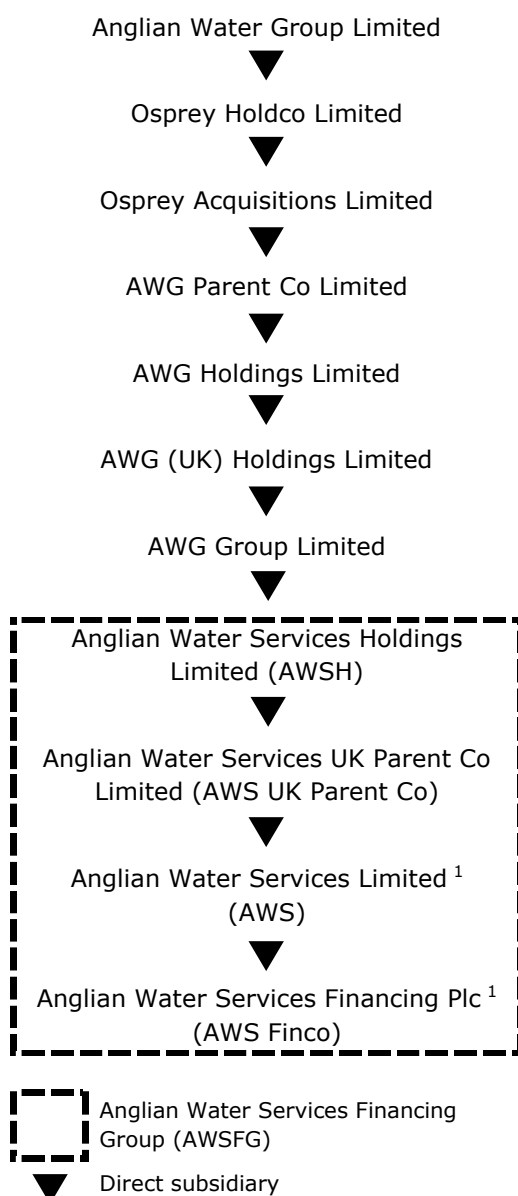 Anglian Water Group Limited
Osprey Holdco Limited
Osprey Acquisitions Limited
AWG Parent Co Limited
AWG Holdings Limited
AWG (UK) Holdings Limited
AWG Group Limited
Anglian Water Services Holdings
Limited (AWSH)
Anglian Water Services UK Parent Co
Limited (AWS UK Parent Co)
Anglian Water Services Limited 1
(AWS)
Anglian Water Services Financing Plc 1
(AWS Finco)
Anglian Water Services Financing
Group (AWSFG)
Direct subsidiary